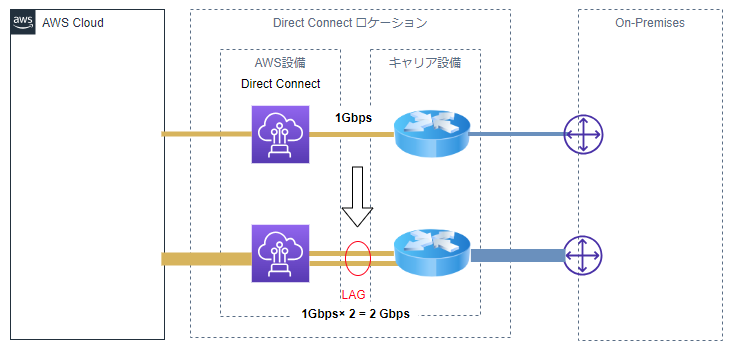 aws
AWS Cloud
Direct Connect ロケーション
On-Premises
AWS設備
キャリア設備
Direct Connect
1Gbps
LAG
1Gbps× 2 = 2 Gbps